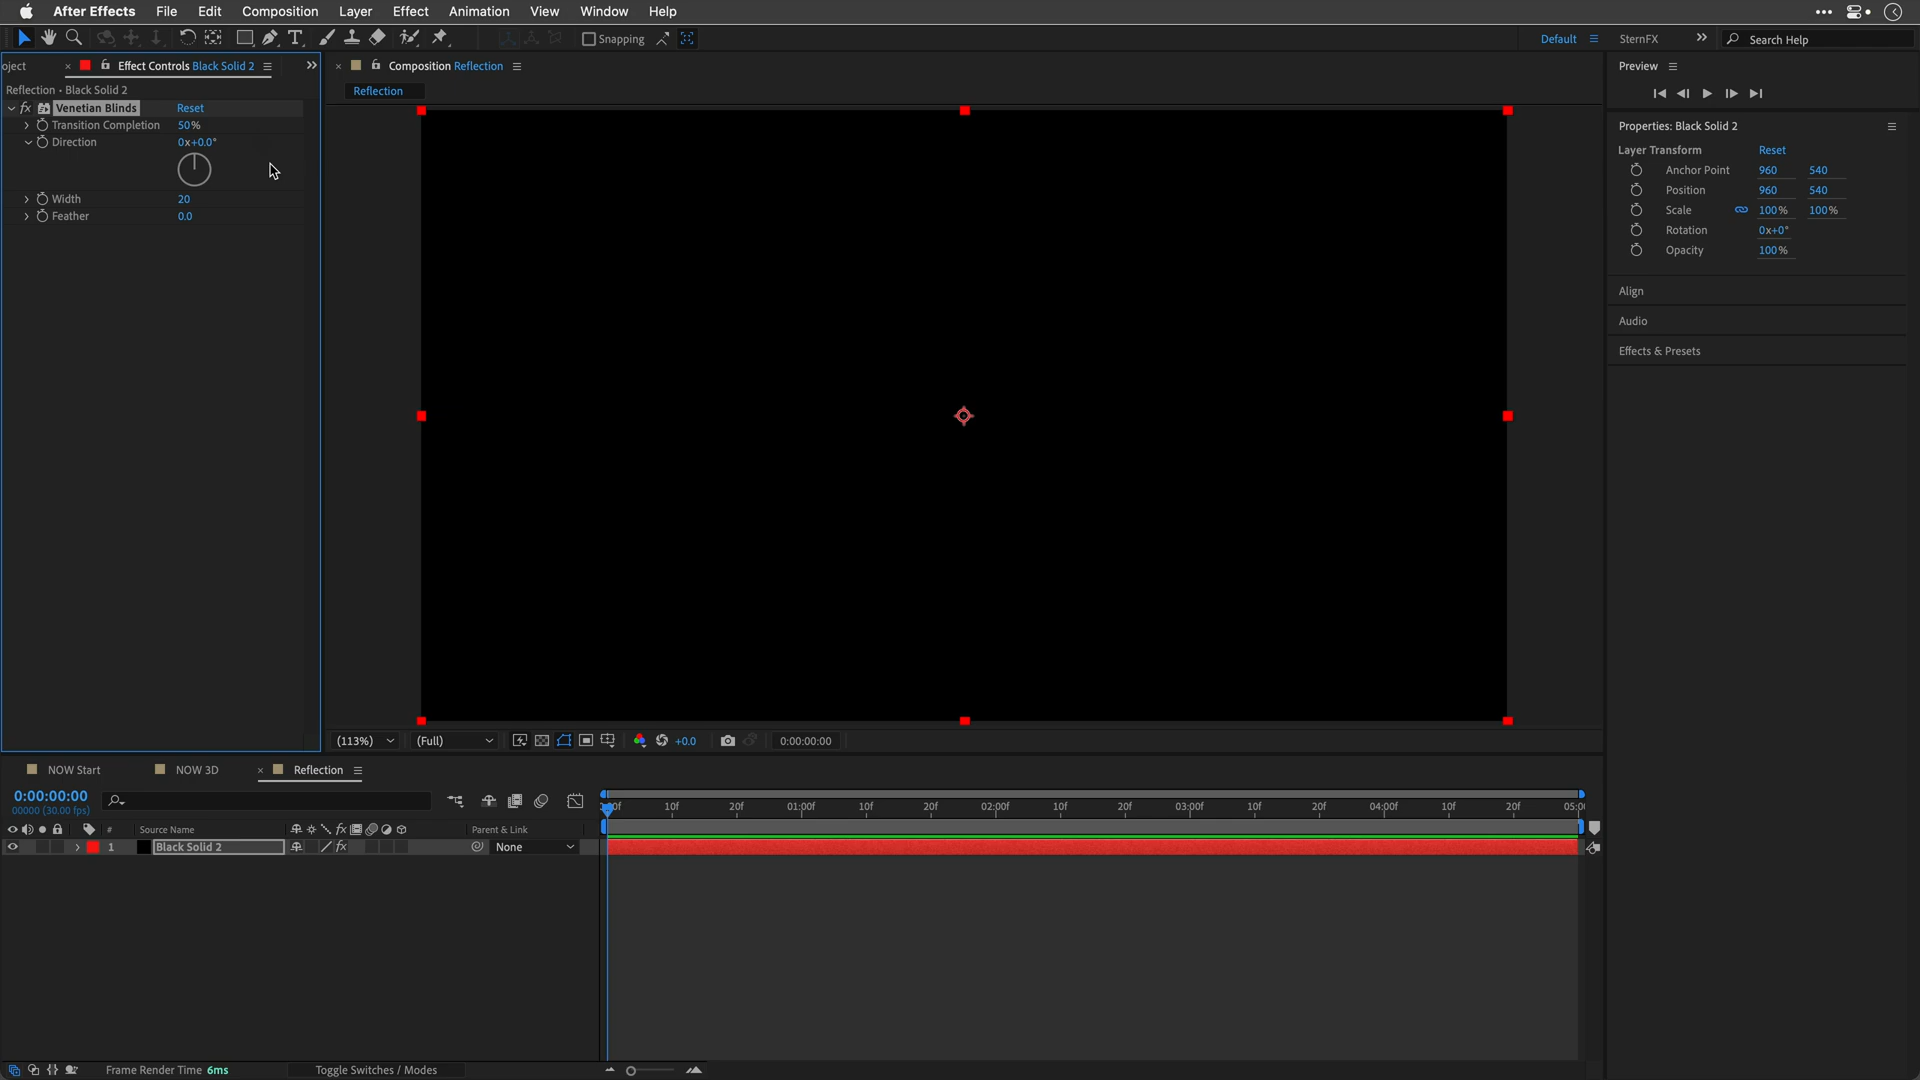 After Effects File Edit Composition Layer Effect Animation View Window Help
Snapping Default SternFX Search Help
oject Effect Controls Black Solid 2
Composition Reflection
Preview
Reflection • Black Solid 2
Reflection
fx Venetian Blinds Reset
Transition Completion 50%
Direction 0x+0.0°
Width 20
Feather 0.0
Properties: Black Solid 2
Layer Transform Reset
Anchor Point 960 540
Position 960 540
Scale 100% 100%
Rotation 0x+0°
Opacity 100%
Align
Audio
Effects & Presets
(113%) (Full) +0.0 0:00:00:00
NOW Start NOW 3D Reflection
0:00:00:00
00000 (30.00 fps)
:00f 10f 20f 01:00f 10f 20f 02:00f 10f 20f 03:00f 10f 20f 04:00f 10f 20f 05:00
# Source Name fx Parent & Link
1 Black Solid 2 fx None
Frame Render Time 6ms Toggle Switches / Modes